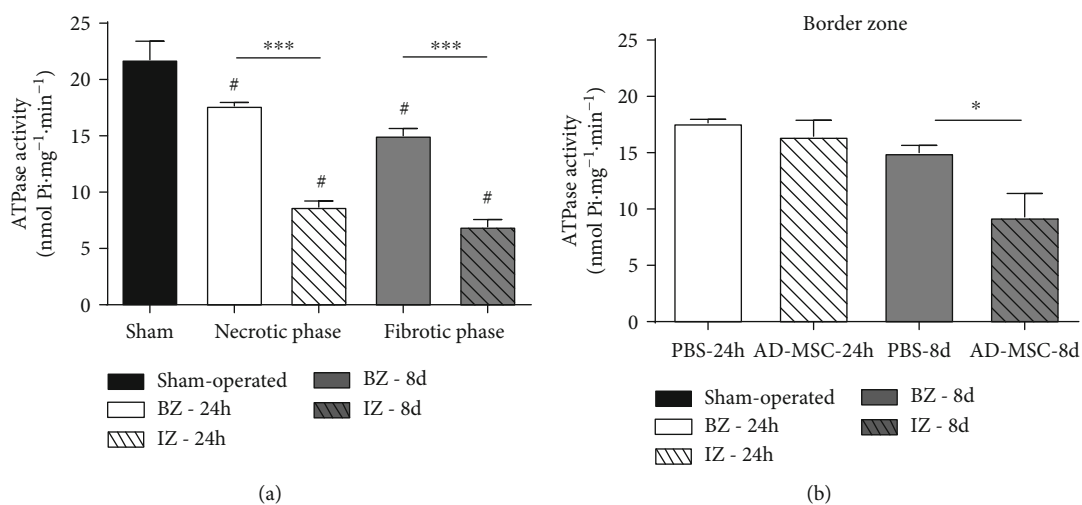 ATPase activity
(nmol Pi·mg⁻¹·min⁻¹)
25
20
15
10
5
0
***
***
#
#
#
#
Sham
Necrotic phase
Fibrotic phase
Sham-operated
BZ - 24h
IZ - 24h
BZ - 8d
IZ - 8d
(a)
Border zone
ATPase activity
(nmol Pi·mg⁻¹·min⁻¹)
25
20
15
10
5
0
*
PBS-24h
AD-MSC-24h
PBS-8d
AD-MSC-8d
Sham-operated
BZ - 24h
IZ - 24h
BZ - 8d
IZ - 8d
(b)